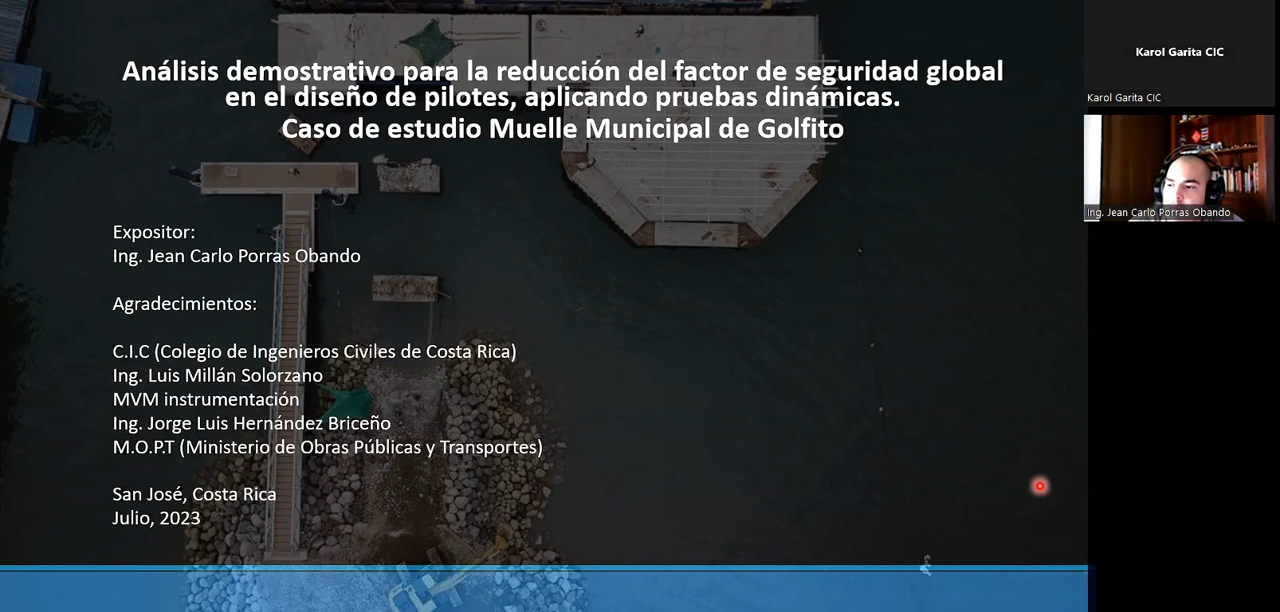 Análisis demostrativo para la reducción del factor de seguridad global
en el diseño de pilotes, aplicando pruebas dinámicas.
Caso de estudio Muelle Municipal de Golfito
Expositor:
Ing. Jean Carlo Porras Obando
Agradecimientos:
C.I.C (Colegio de Ingenieros Civiles de Costa Rica)
Ing. Luis Millán Solorzano
MVM instrumentación
Ing. Jorge Luis Hernández Briceño
M.O.P.T (Ministerio de Obras Públicas y Transportes)
San José, Costa Rica
Julio, 2023
Karol Garita CIC
Karol Garita CIC
Ing. Jean Carlo Porras Obando